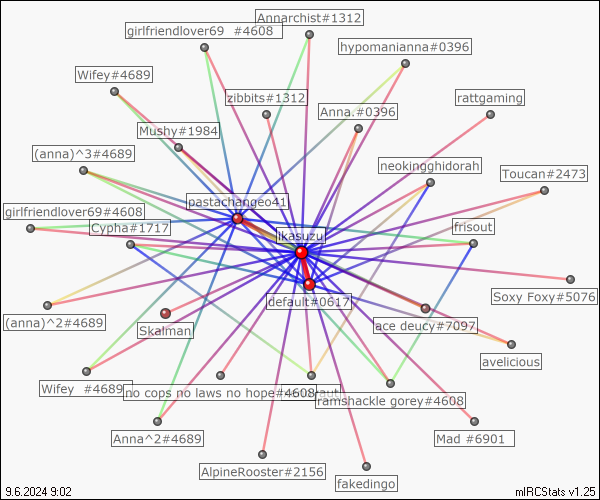 Annarchist#1312
girlfriendlover69  #4608
hypomanianna#0396
Wifey#4689
zibbits#1312
rattgaming
Anna.#0396
Mushy#1984
(anna)^3#4689
neokingghidorah
Toucan#2473
pastachangeo41
girlfriendlover69#4608
Cypha#1717
frisout
ikasuzu
Soxy Foxy#5076
default#0617
(anna)^2#4689
Skalman
ace deucy#7097
avelicious
Wifey  #4689
no cops no laws no hope#4608
ramshackle gorey#4608
Anna^2#4689
Mad #6901
AlpineRooster#2156
fakedingo
9.6.2024 9:02
mIRCStats v1.25